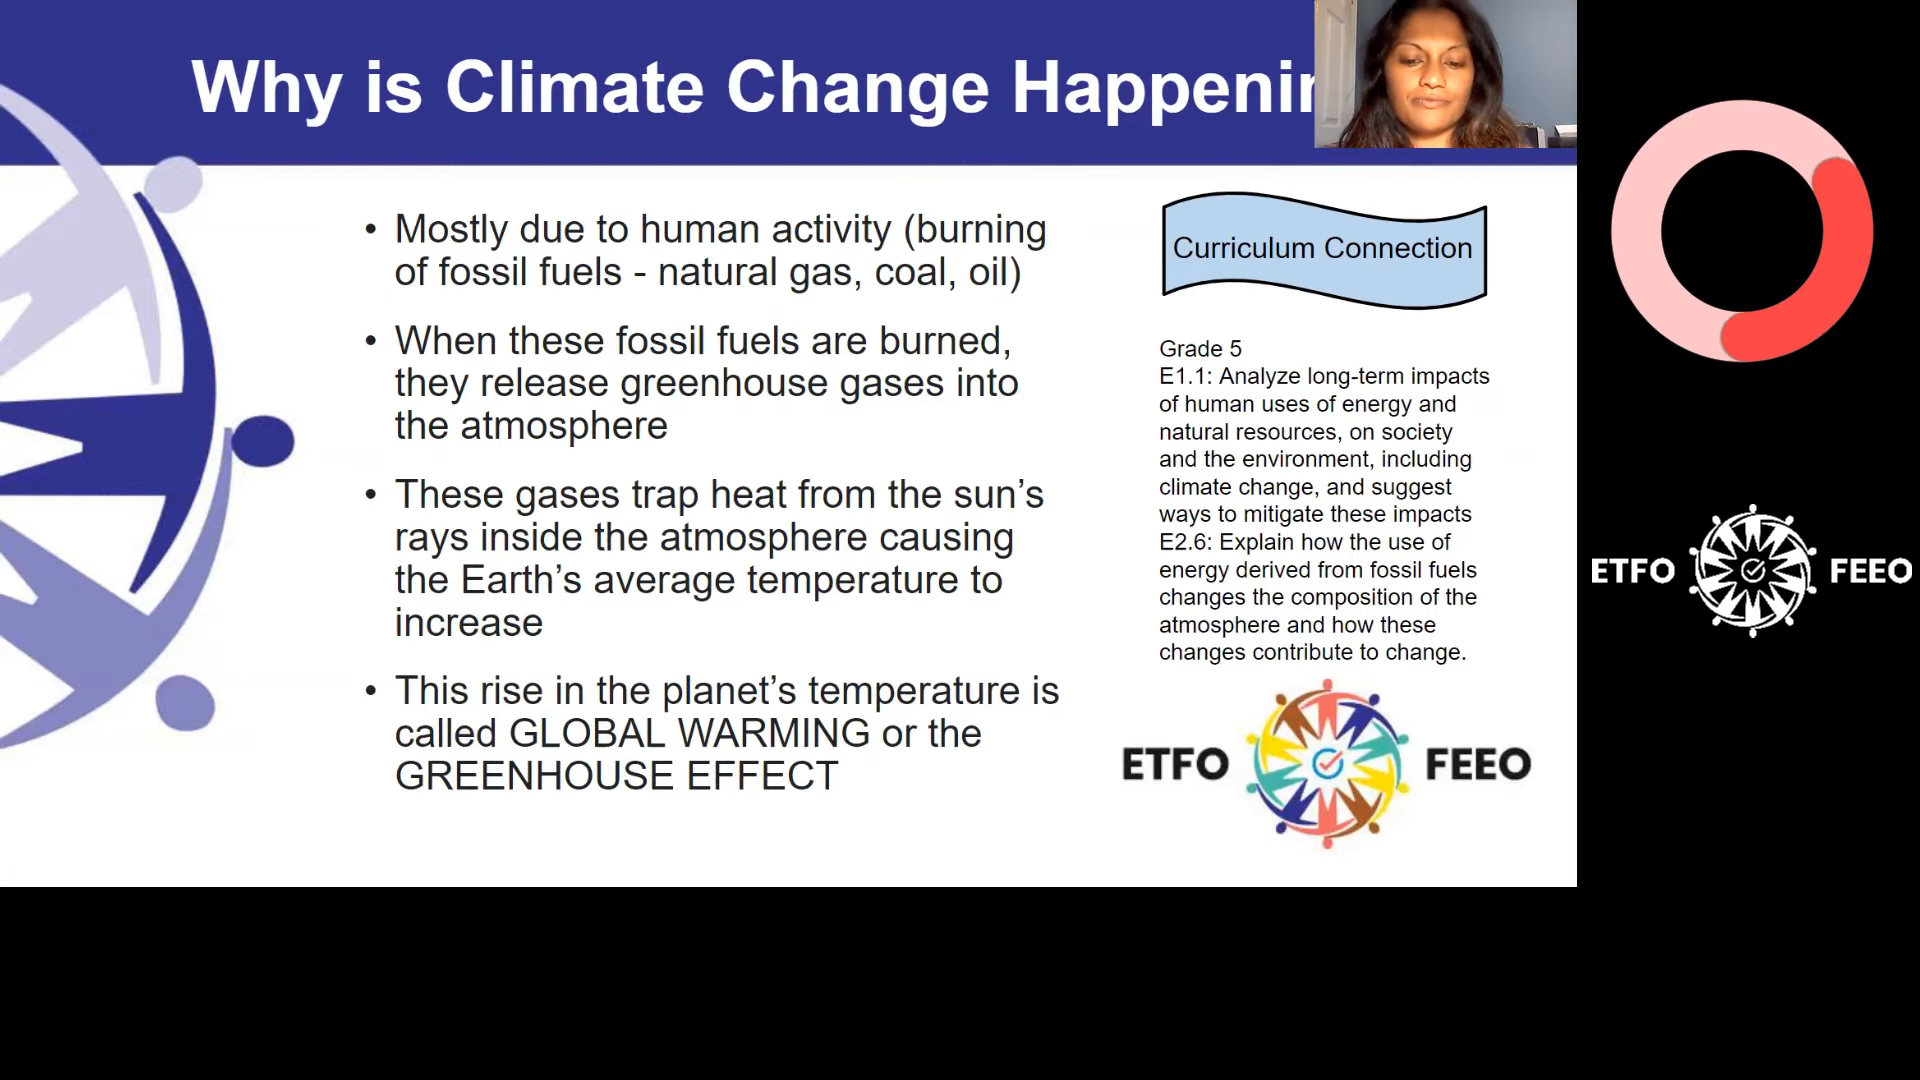 Why is Climate Change Happenin
• Mostly due to human activity (burning
of fossil fuels - natural gas, coal, oil)
• When these fossil fuels are burned,
they release greenhouse gases into
the atmosphere
• These gases trap heat from the sun’s
rays inside the atmosphere causing
the Earth’s average temperature to
increase
• This rise in the planet’s temperature is
called GLOBAL WARMING or the
GREENHOUSE EFFECT
Curriculum Connection
Grade 5
E1.1: Analyze long-term impacts
of human uses of energy and
natural resources, on society
and the environment, including
climate change, and suggest
ways to mitigate these impacts
E2.6: Explain how the use of
energy derived from fossil fuels
changes the composition of the
atmosphere and how these
changes contribute to change.
ETFO FEEO
ETFO FEEO